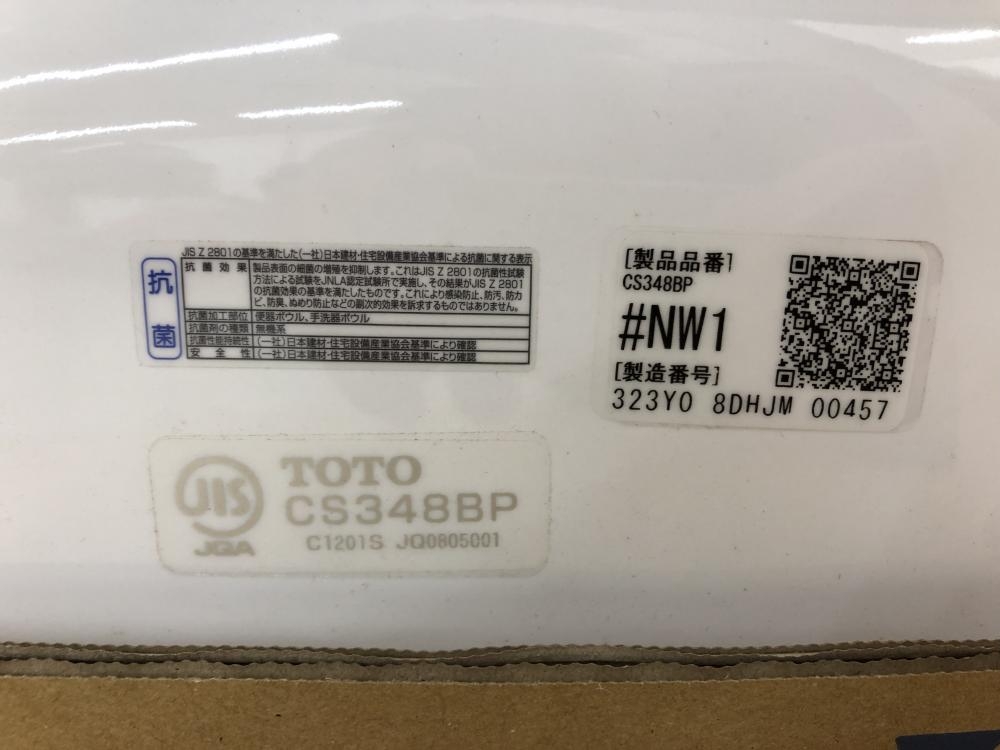 JIS Z 2801の基準を満たした(一社)日本建材・住宅設備産業協会基準による抗菌に関する表示
抗菌
抗菌効果
製品表面の細菌の増殖を抑制します。これはJIS Z 2801の抗菌性試験
方法による試験をJNLA認定試験所で実施し、その結果がJIS Z 2801
の抗菌効果の基準を満たしたものです。これにより感染防止、防汚、防カ
ビ、防臭、ぬめり防止などの副次的効果を訴求するものではありません。
抗菌加工部位 便器ボウル、手洗器ボウル
抗菌剤の種類 無機系
抗菌性能持続性 (一社)日本建材・住宅設備産業協会基準により確認
安全性 (一社)日本建材・住宅設備産業協会基準により確認
[製品品番]
CS348BP
#NW1
[製造番号]
323Y0 8DHJM 00457
JIS
JQA
TOTO
CS348BP
C1201S JQ0805001